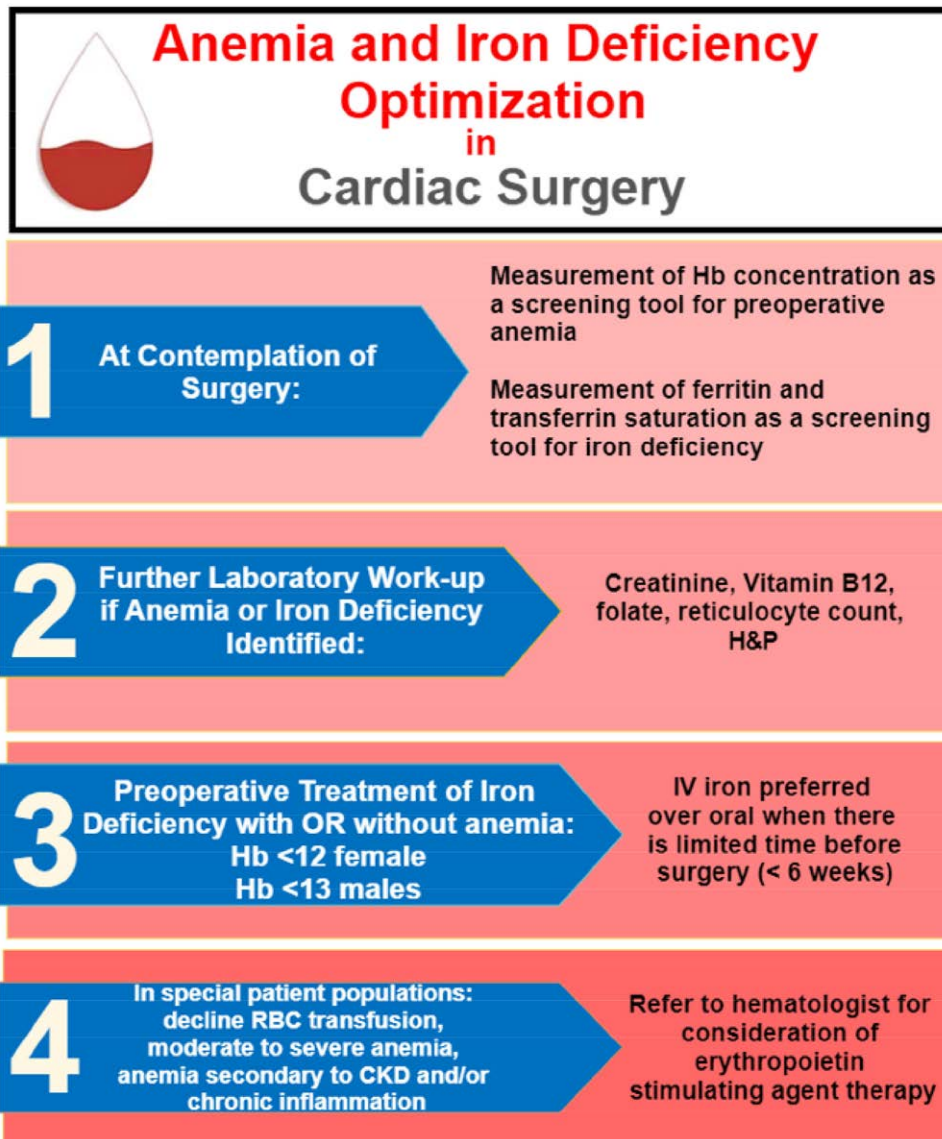 Anemia and Iron Deficiency
Optimization
in
Cardiac Surgery
1
At Contemplation of
Surgery:
Measurement of Hb concentration as
a screening tool for preoperative
anemia
Measurement of ferritin and
transferrin saturation as a screening
tool for iron deficiency
2
Further Laboratory Work-up
if Anemia or Iron Deficiency
Identified:
Creatinine, Vitamin B12,
folate, reticulocyte count,
H&P
3
Preoperative Treatment of Iron
Deficiency with OR without anemia:
Hb <12 female
Hb <13 males
IV iron preferred
over oral when there
is limited time before
surgery (< 6 weeks)
4
In special patient populations:
decline RBC transfusion,
moderate to severe anemia,
anemia secondary to CKD and/or
chronic inflammation
Refer to hematologist for
consideration of
erythropoietin
stimulating agent therapy